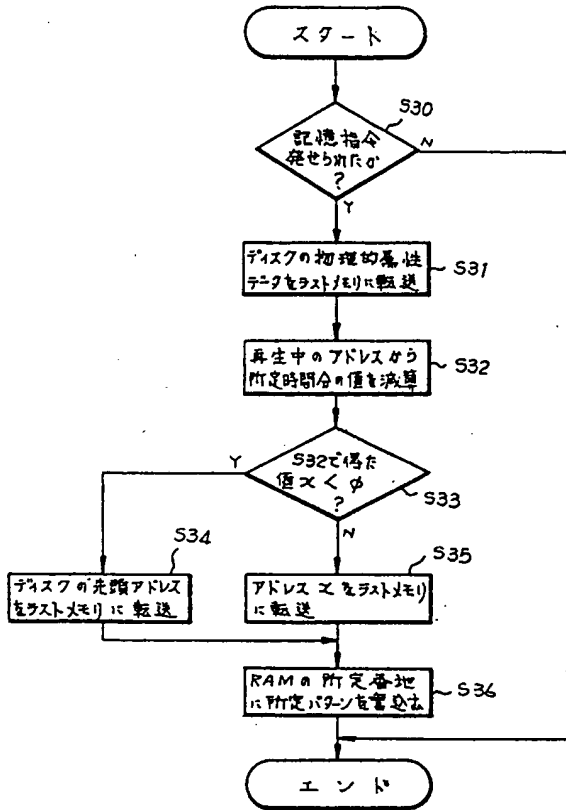 スタート
S30
記憶指令
発せられたか
?
N
Y
ディスクの物理的属性
データをラストメモリに転送
S31
再生中のアドレスから
所定時間分の値を減算
S32
S32で得た
値x < φ
?
Y
S33
N
S34
ディスクの先頭アドレス
をラストメモリに転送
S35
アドレスxをラストメモリ
に転送
RAMの所定番地
に所定パターンを書込む
S36
エンド